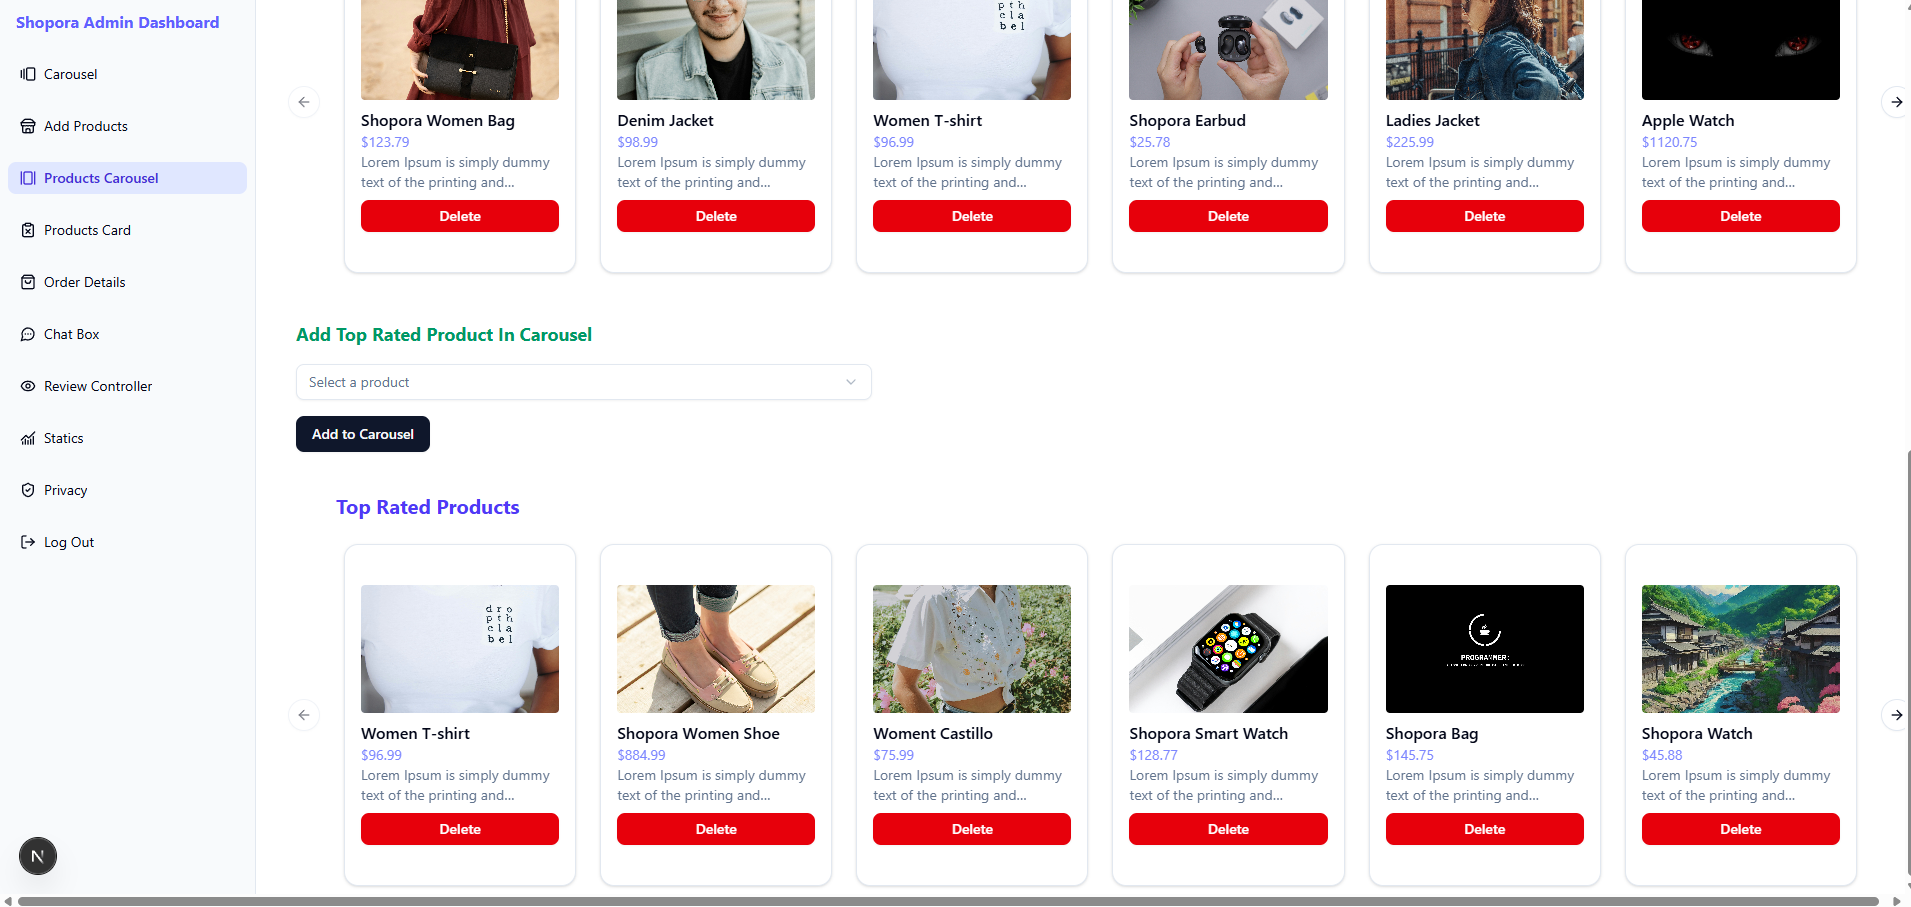 Shopora Admin Dashboard
Carousel
Add Products
Products Carousel
Products Card
Order Details
Chat Box
Review Controller
Statics
Privacy
Log Out
N
p t h
c l a
b e l
Shopora Women Bag
$123.79
Lorem Ipsum is simply dummy
text of the printing and...
Delete
Denim Jacket
$98.99
Lorem Ipsum is simply dummy
text of the printing and...
Delete
Women T-shirt
$96.99
Lorem Ipsum is simply dummy
text of the printing and...
Delete
Shopora Earbud
$25.78
Lorem Ipsum is simply dummy
text of the printing and...
Delete
Ladies Jacket
$225.99
Lorem Ipsum is simply dummy
text of the printing and...
Delete
Apple Watch
$1120.75
Lorem Ipsum is simply dummy
text of the printing and...
Delete
Add Top Rated Product In Carousel
Select a product
Add to Carousel
Top Rated Products
d r o
p t h
c l a
b e l
Women T-shirt
$96.99
Lorem Ipsum is simply dummy
text of the printing and...
Delete
Shopora Women Shoe
$884.99
Lorem Ipsum is simply dummy
text of the printing and...
Delete
Woment Castillo
$75.99
Lorem Ipsum is simply dummy
text of the printing and...
Delete
Shopora Smart Watch
$128.77
Lorem Ipsum is simply dummy
text of the printing and...
Delete
PROGRAMMER:
Shopora Bag
$145.75
Lorem Ipsum is simply dummy
text of the printing and...
Delete
Shopora Watch
$45.88
Lorem Ipsum is simply dummy
text of the printing and...
Delete